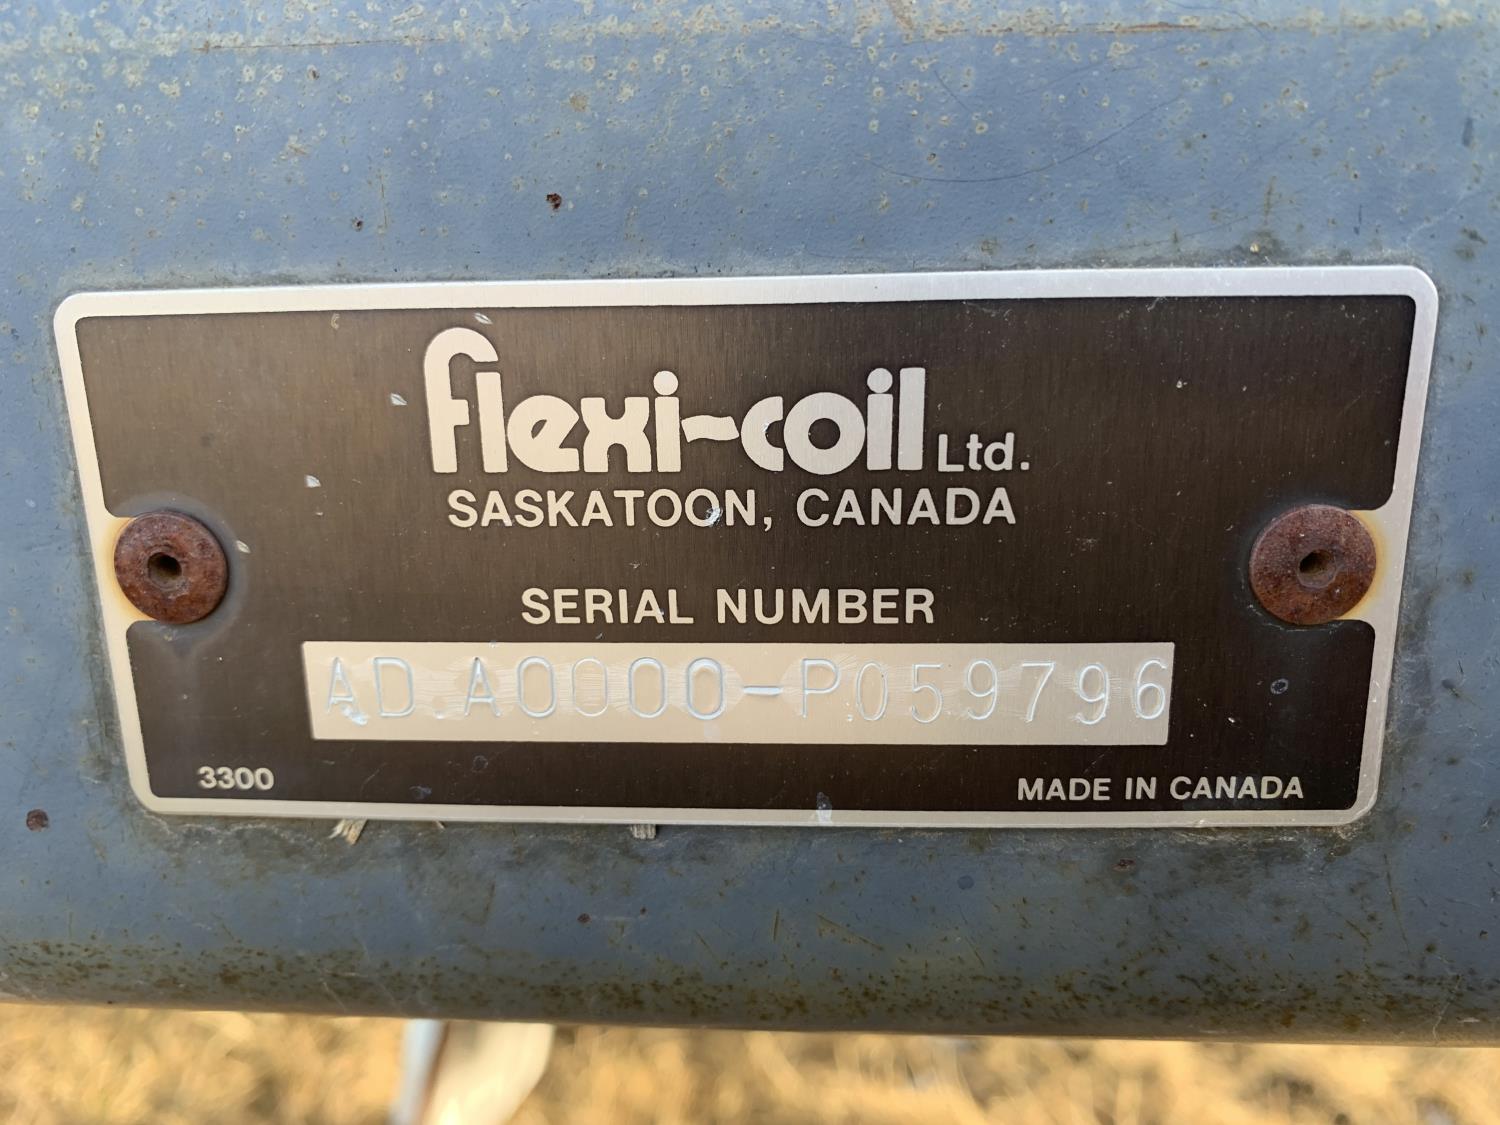 flexi-coil Ltd.
SASKATOON, CANADA
SERIAL NUMBER
AD.A0000-P059796
3300
MADE IN CANADA